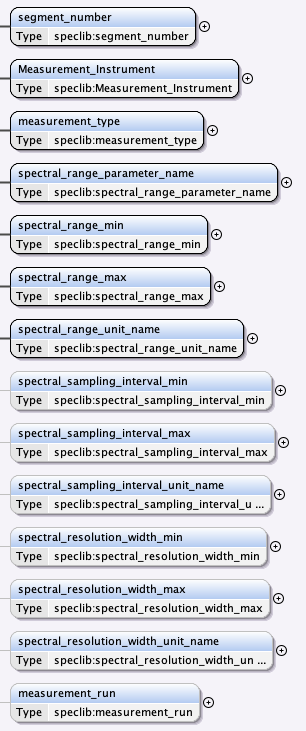 segment_number
Type speclib:segment_number
Measurement_Instrument
Type speclib:Measurement_Instrument
measurement_type
Type speclib:measurement_type
spectral_range_parameter_name
Type speclib:spectral_range_parameter_name
spectral_range_min
Type speclib:spectral_range_min
spectral_range_max
Type speclib:spectral_range_max
spectral_range_unit_name
Type speclib:spectral_range_unit_name
spectral_sampling_interval_min
Type speclib:spectral_sampling_interval_min
spectral_sampling_interval_max
Type speclib:spectral_sampling_interval_max
spectral_sampling_interval_unit_name
Type speclib:spectral_sampling_interval_u ...
spectral_resolution_width_min
Type speclib:spectral_resolution_width_min
spectral_resolution_width_max
Type speclib:spectral_resolution_width_max
spectral_resolution_width_unit_name
Type speclib:spectral_resolution_width_un ...
measurement_run
Type speclib:measurement_run